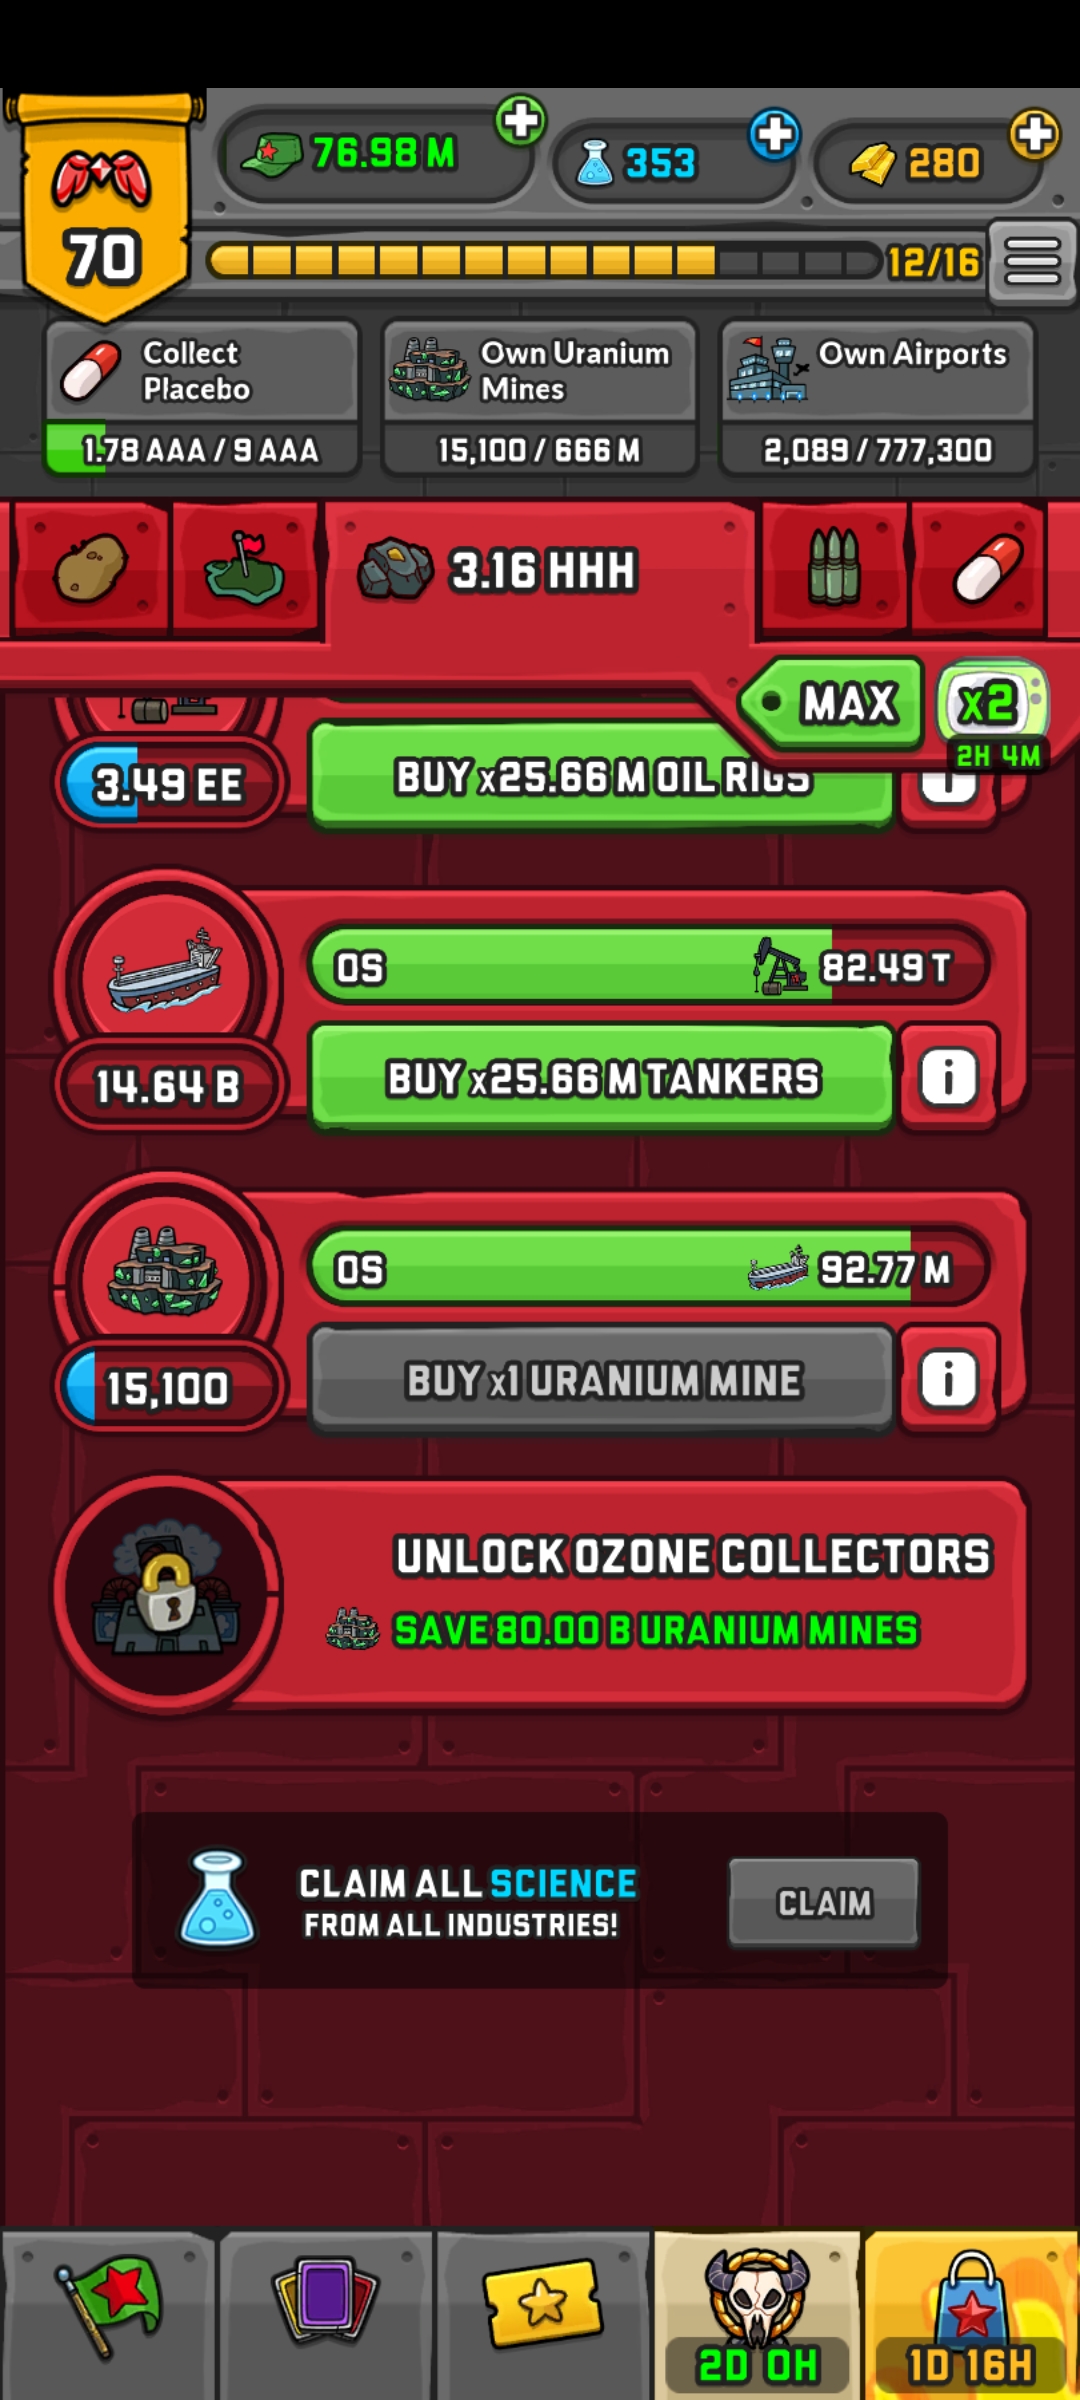 76.98 M
353
280
70
12/16
Collect
Placebo
1.78 AAA / 9 AAA
Own Uranium
Mines
15,100 / 666 M
Own Airports
2,089 / 777,300
3.16 HHH
MAX
x2
2H 4M
3.49 EE
BUY x25.66 M OIL RIGS
i
0S
82.49 T
14.64 B
BUY x25.66 M TANKERS
i
0S
92.77 M
15,100
BUY x1 URANIUM MINE
i
UNLOCK OZONE COLLECTORS
SAVE 80.00 B URANIUM MINES
CLAIM ALL SCIENCE
FROM ALL INDUSTRIES!
CLAIM
2D 0H
1D 16H